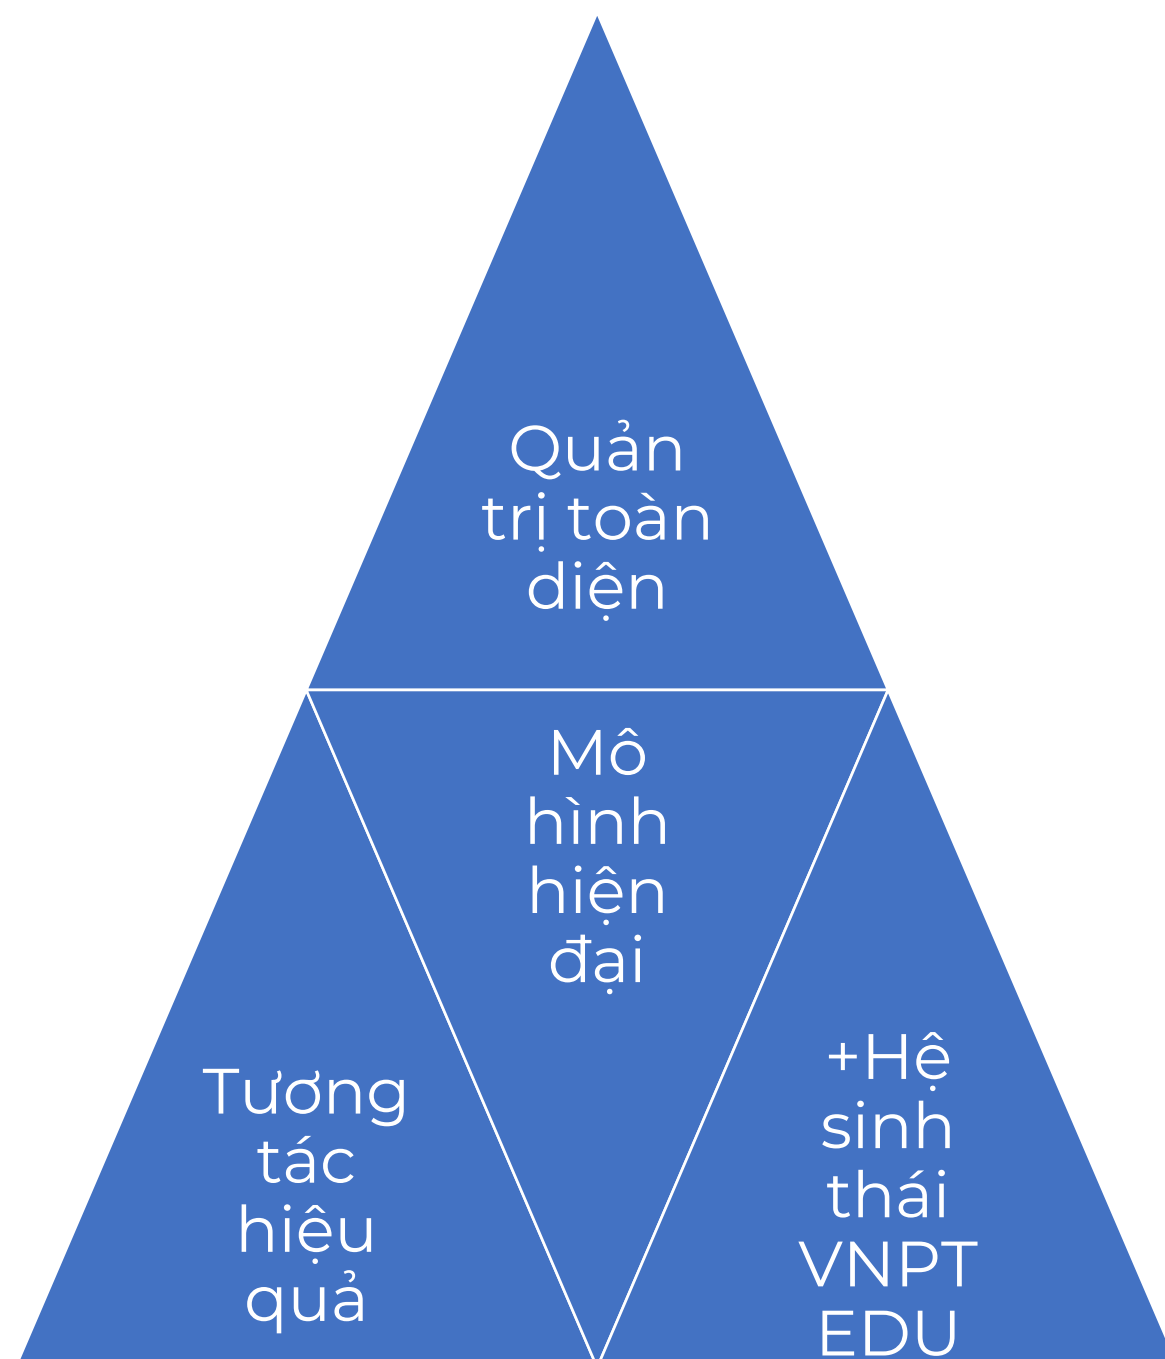 Quản
trị toàn
diện
Mô
hình
hiện
đại
Tương
tác
hiệu
quả
+Hệ
sinh
thái
VNPT
EDU